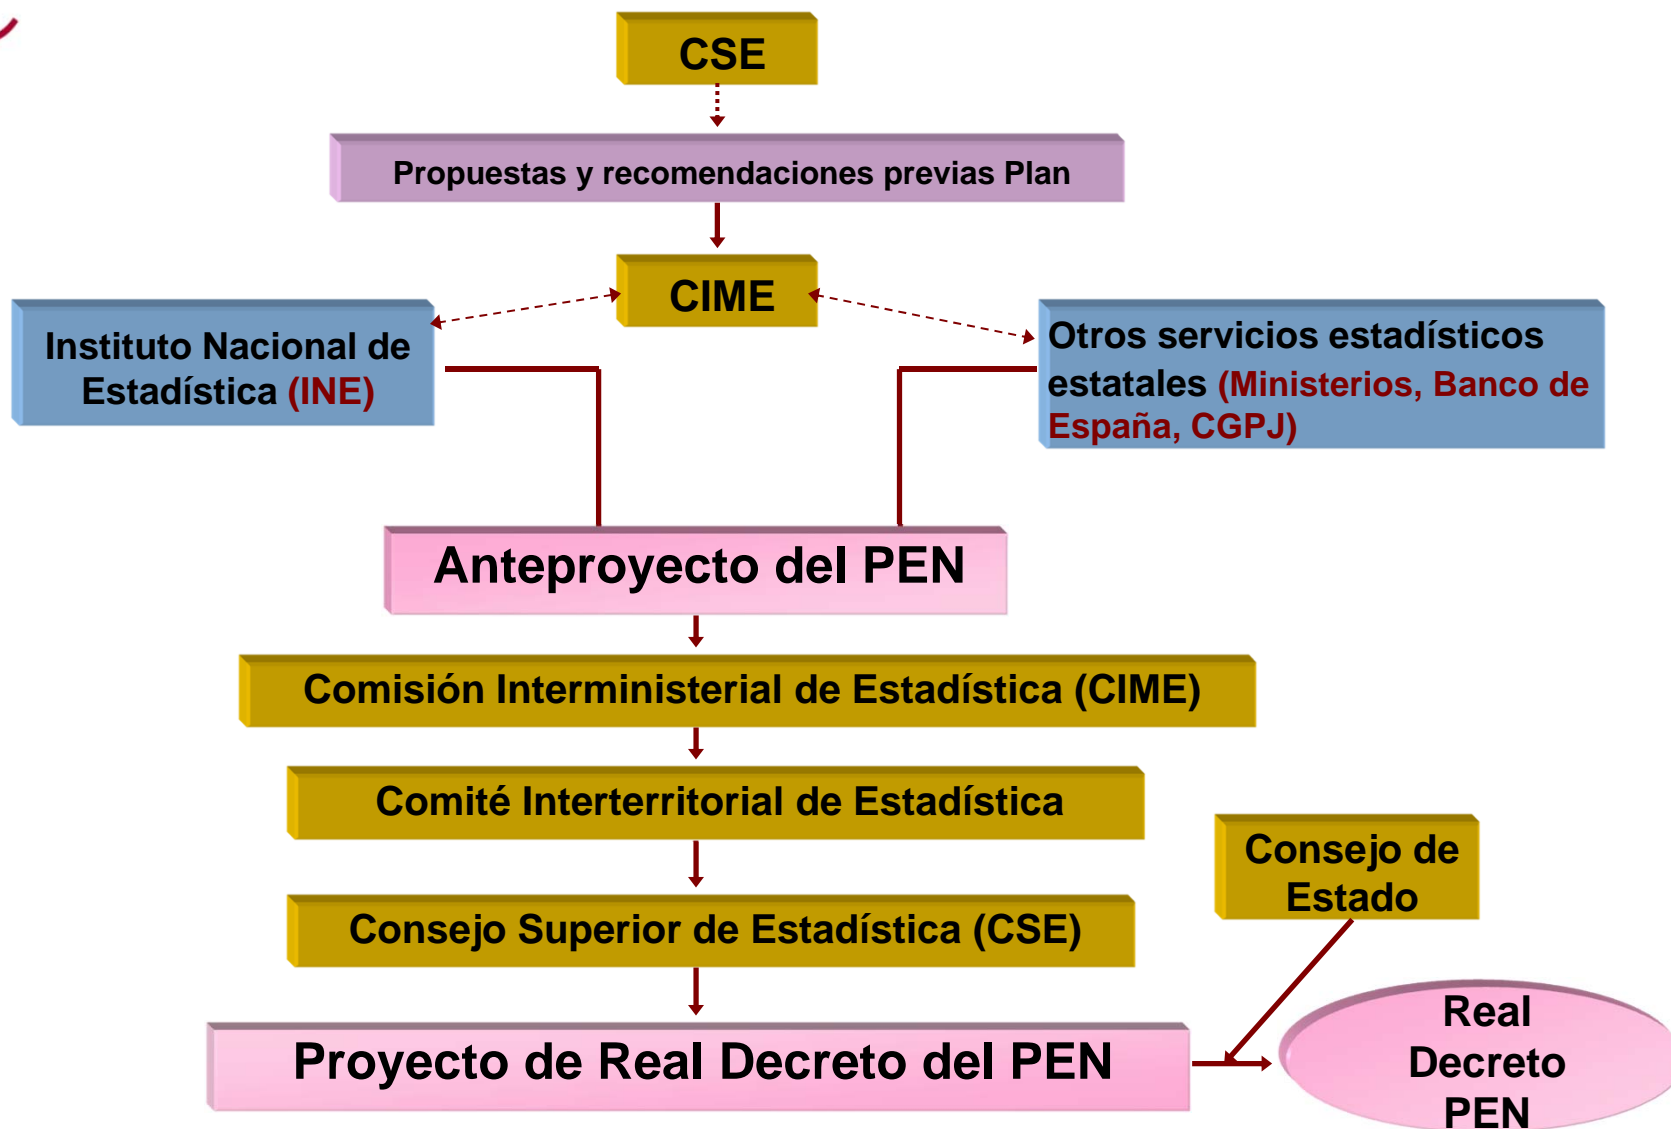 CSE
Propuestas y recomendaciones previas Plan
CIME
Instituto Nacional de
Estadística (INE)
Otros servicios estadísticos
estatales (Ministerios, Banco de
España, CGPJ)
Anteproyecto del PEN
Comisión Interministerial de Estadística (CIME)
Comité Interterritorial de Estadística
Consejo de
Estado
Consejo Superior de Estadística (CSE)
Proyecto de Real Decreto del PEN
Real
Decreto
PEN